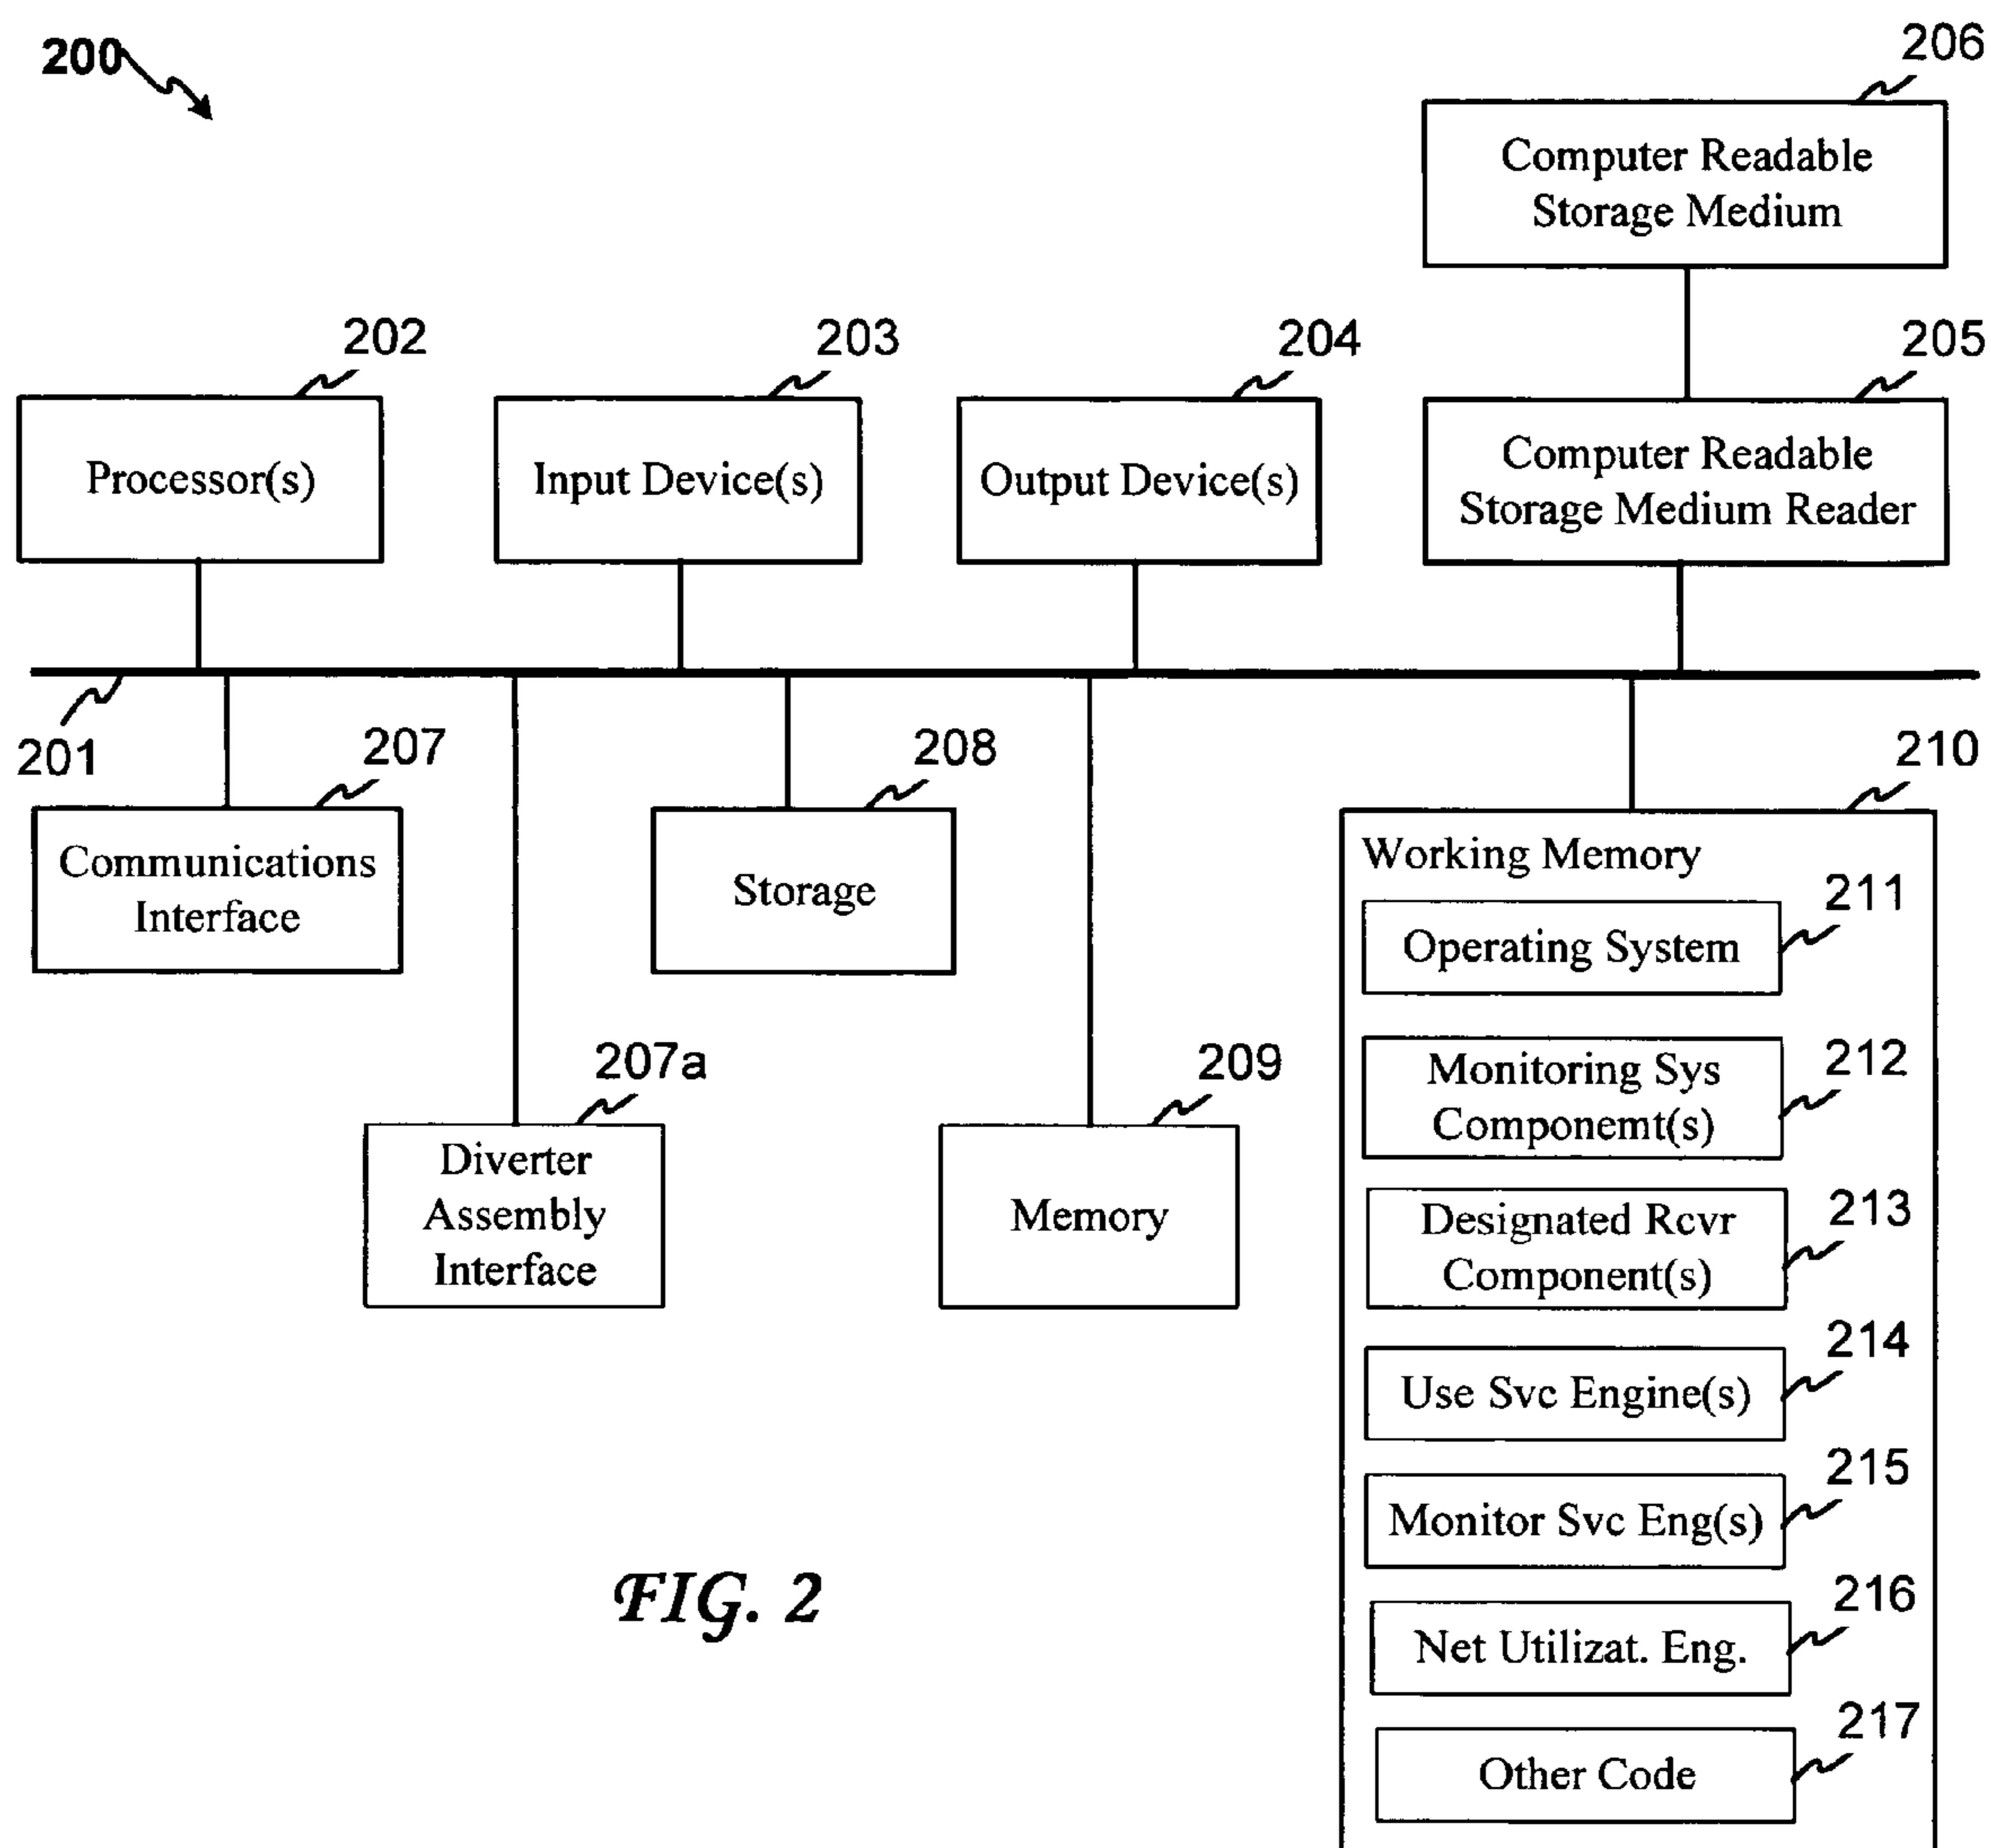 200
206
Computer Readable
Storage Medium
202
203
204
205
Processor(s)
Input Device(s)
Output Device(s)
Computer Readable
Storage Medium Reader
201
207
208
210
Communications
Interface
Storage
Working Memory
211
Operating System
207a
209
212
Diverter
Assembly
Interface
Memory
Monitoring Sys
Componemt(s)
213
Designated Rcvr
Component(s)
214
Use Svc Engine(s)
215
Monitor Svc Eng(s)
FIG. 2
216
Net Utilizat. Eng.
217
Other Code